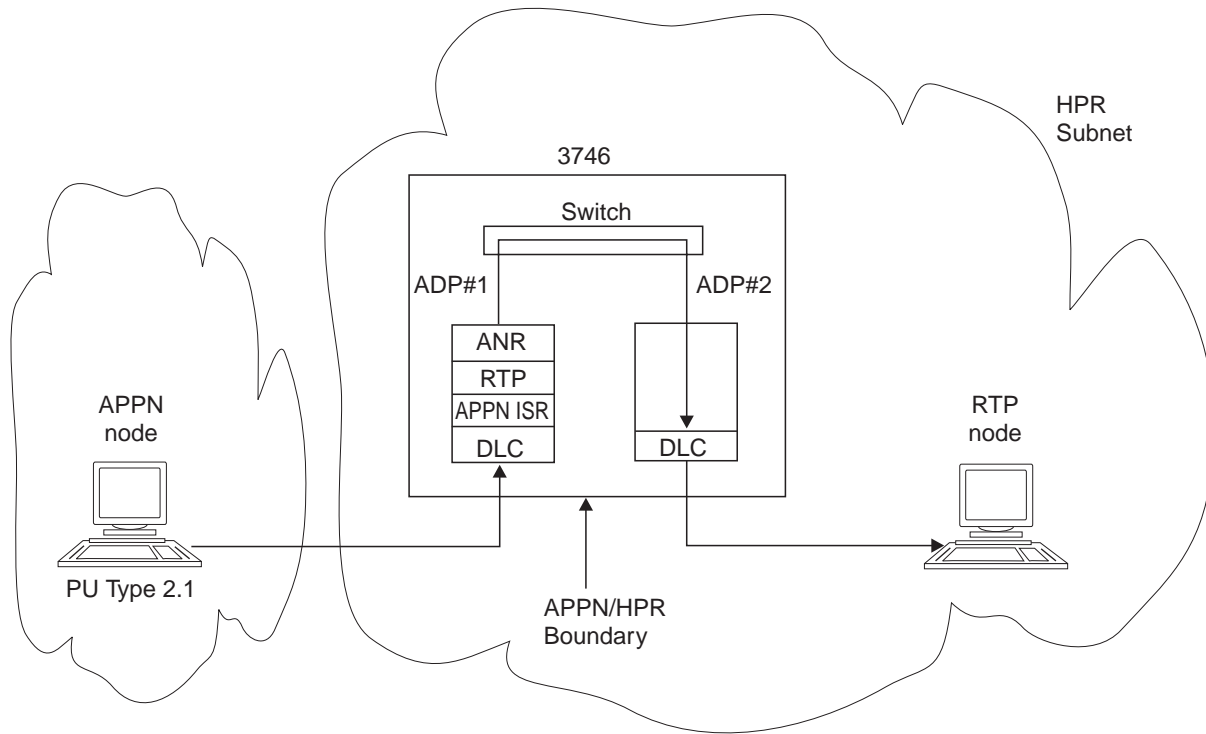 HPR
Subnet
3746
Switch
ADP#1
ADP#2
ANR
RTP
APPN ISR
DLC
DLC
APPN
node
PU Type 2.1
RTP
node
APPN/HPR
Boundary